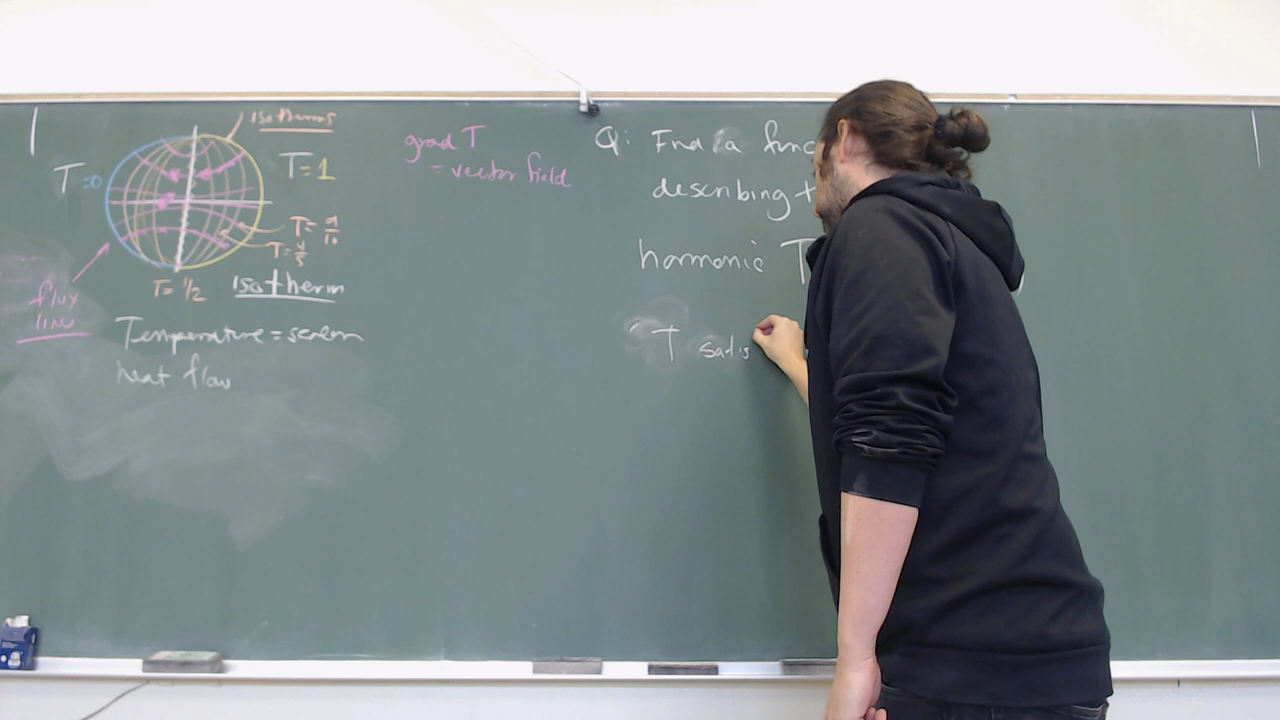 isotherms
T=0
T=1
T=9/10
T=4/5
T=1/2
isotherm
flux
line
Temperature =
heat flow
grad T
= vector field
Q: Find a func
describing t
harmonic T
T satis